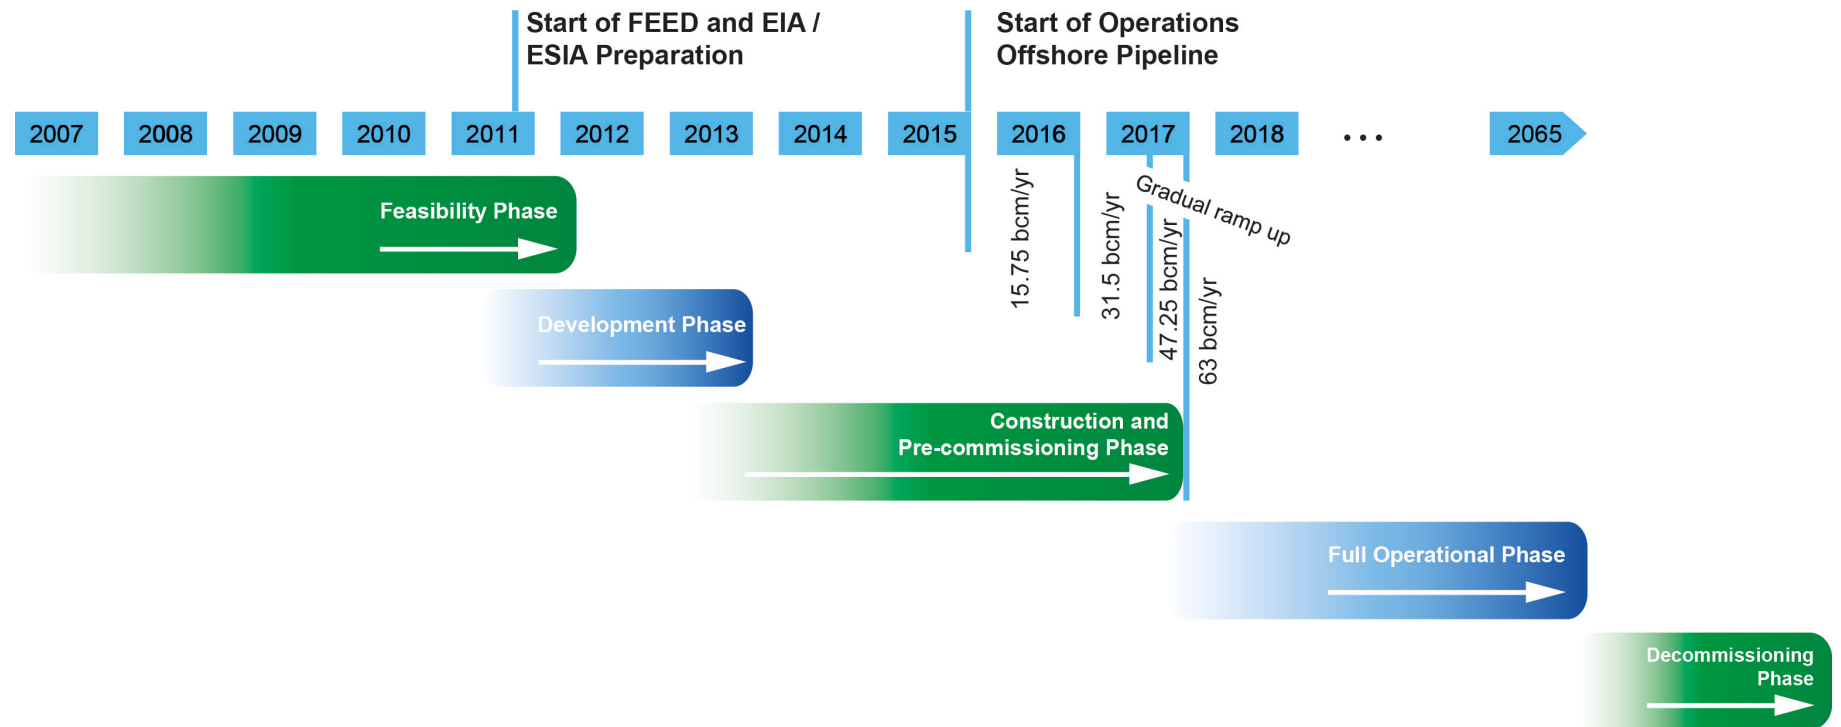 Start of FEED and EIA /
ESIA Preparation
Start of Operations
Offshore Pipeline
2007
2008
2009
2010
2011
2012
2013
2014
2015
2016
2017
2018
...
2065
15.75 bcm/yr
31.5 bcm/yr
47.25 bcm/yr
63 bcm/yr
Gradual ramp up
Feasibility Phase
Development Phase
Construction and
Pre-commissioning Phase
Full Operational Phase
Decommissioning
Phase